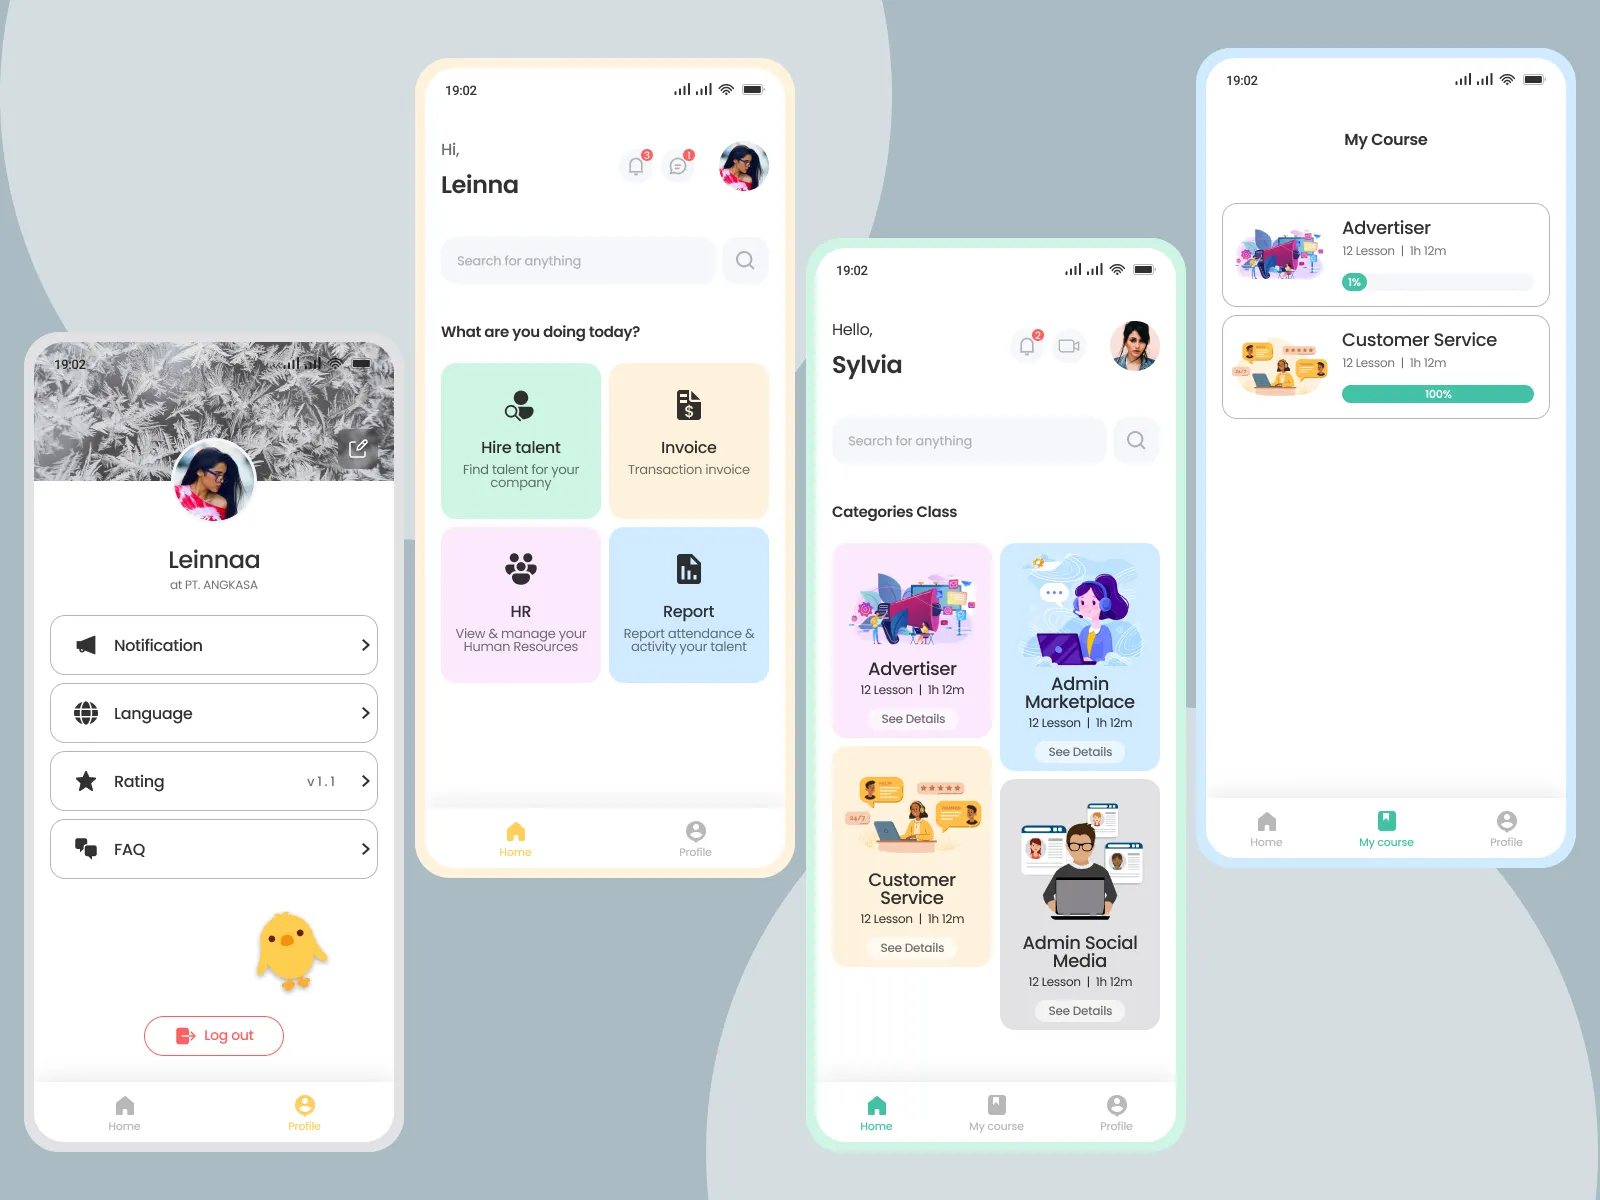 19:02
Leinnaa
at PT. ANGKASA
Notification
Language
Rating
v 1 . 1
FAQ
Log out
Home
Profile
19:02
Hi,
3
1
Leinna
Search for anything
What are you doing today?
Hire talent
Find talent for your
company
Invoice
Transaction invoice
HR
View & manage your
Human Resources
Report
Report attendance &
activity your talent
Home
Profile
19:02
Hello,
2
Sylvia
Search for anything
Categories Class
Advertiser
12 Lesson | 1h 12m
See Details
Admin
Marketplace
12 Lesson | 1h 12m
See Details
24/7
Customer
Service
12 Lesson | 1h 12m
See Details
Admin Social
Media
12 Lesson | 1h 12m
See Details
Home
My course
Profile
19:02
My Course
Advertiser
12 Lesson | 1h 12m
1%
24/7
Customer Service
12 Lesson | 1h 12m
100%
Home
My course
Profile